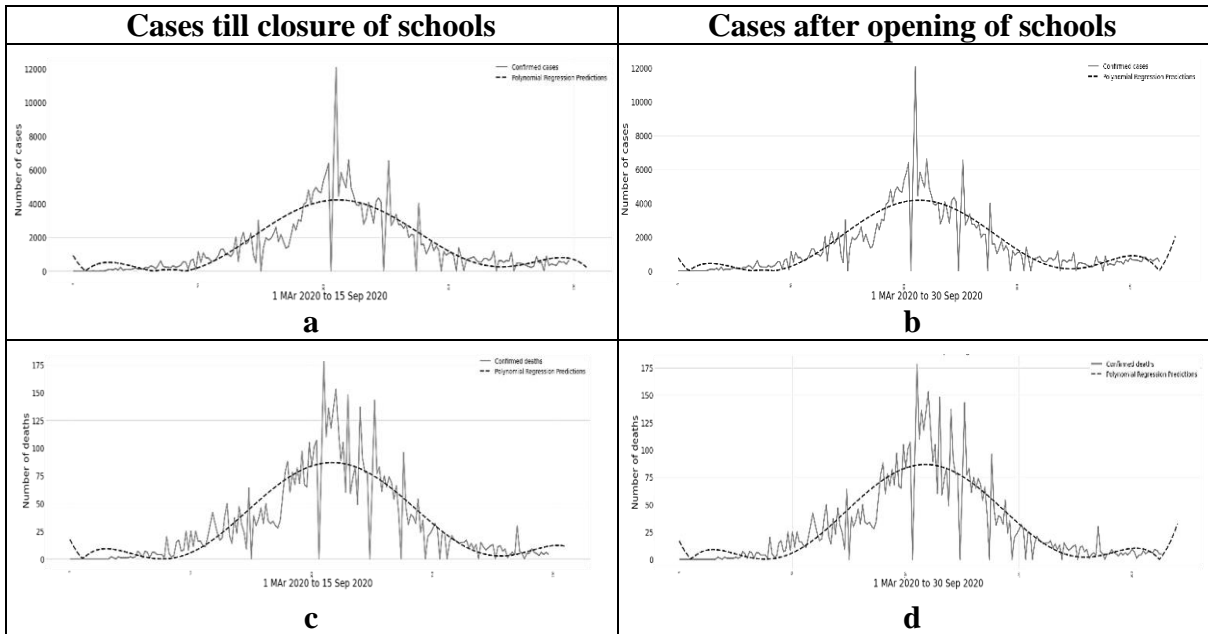 Cases till closure of schools
Cases after opening of schools
Confirmed cases
Polynomial Regression Predictions
Number of cases
12000
10000
8000
6000
4000
2000
0
1 MAr 2020 to 15 Sep 2020
a
Confirmed cases
Polynomial Regression Predictions
Number of cases
12000
10000
8000
6000
4000
2000
0
1 MAr 2020 to 30 Sep 2020
b
Confirmed deaths
Polynomial Regression Predictions
Number of deaths
175
150
125
100
75
50
25
0
1 MAr 2020 to 15 Sep 2020
c
Confirmed deaths
Polynomial Regression Predictions
Number of deaths
175
150
125
100
75
50
25
0
1 MAr 2020 to 30 Sep 2020
d